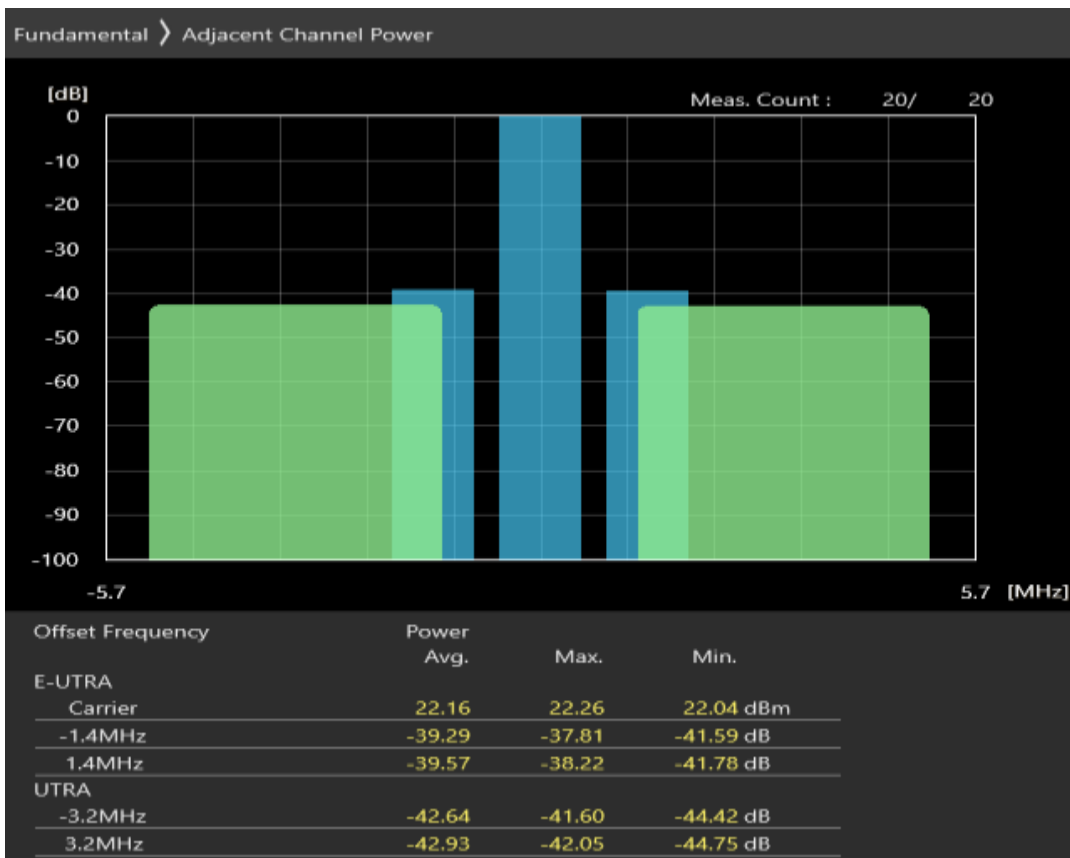 Fundamental 〉 Adjacent Channel Power
[dB]
Meas. Count : 20/ 20
0
-10
-20
-30
-40
-50
-60
-70
-80
-90
-100
-5.7 5.7 [MHz]
Offset Frequency Power
Avg. Max. Min.
E-UTRA
Carrier 22.16 22.26 22.04 dBm
-1.4MHz -39.29 -37.81 -41.59 dB
1.4MHz -39.57 -38.22 -41.78 dB
UTRA
-3.2MHz -42.64 -41.60 -44.42 dB
3.2MHz -42.93 -42.05 -44.75 dB